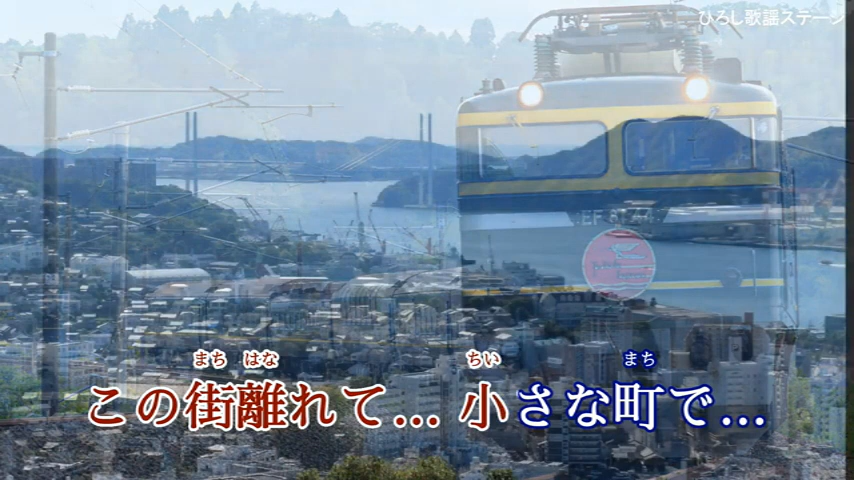 ひろし歌謡ステージ
まち はな ちい まち
この街離れて… 小さな町で…